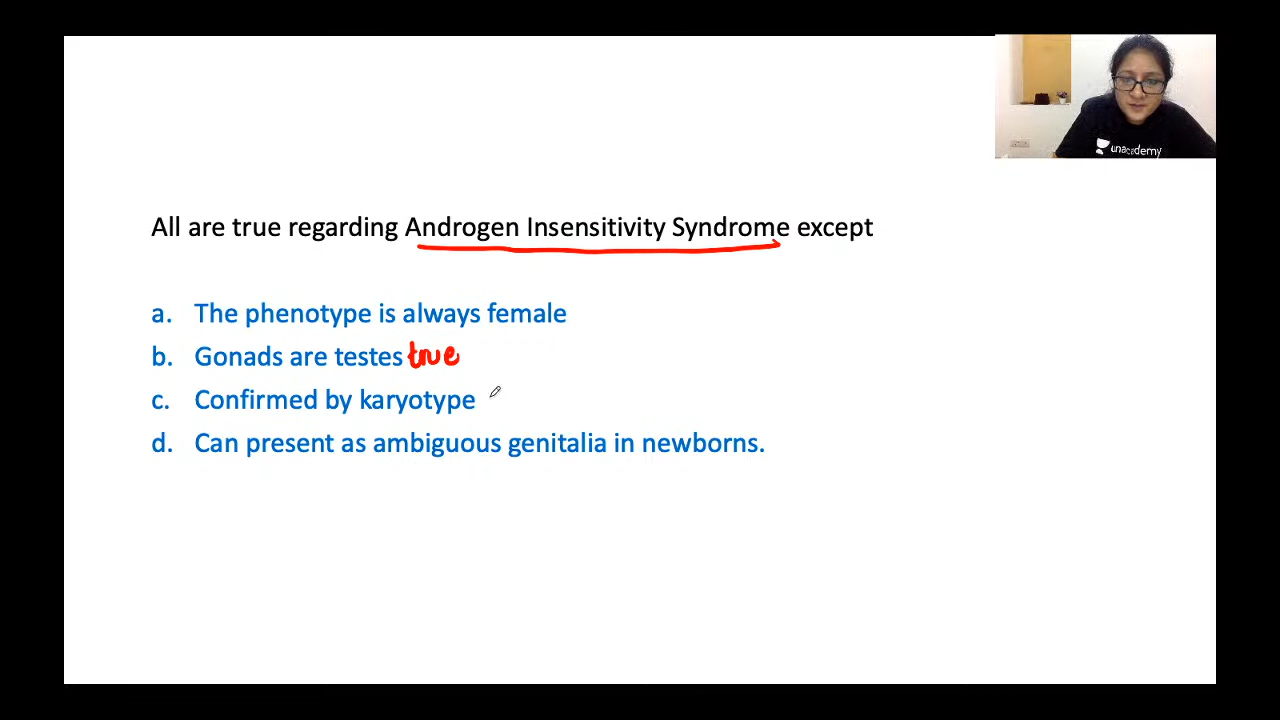 unacademy
All are true regarding Androgen Insensitivity Syndrome except
a. The phenotype is always female
b. Gonads are testes true
c. Confirmed by karyotype
d. Can present as ambiguous genitalia in newborns.